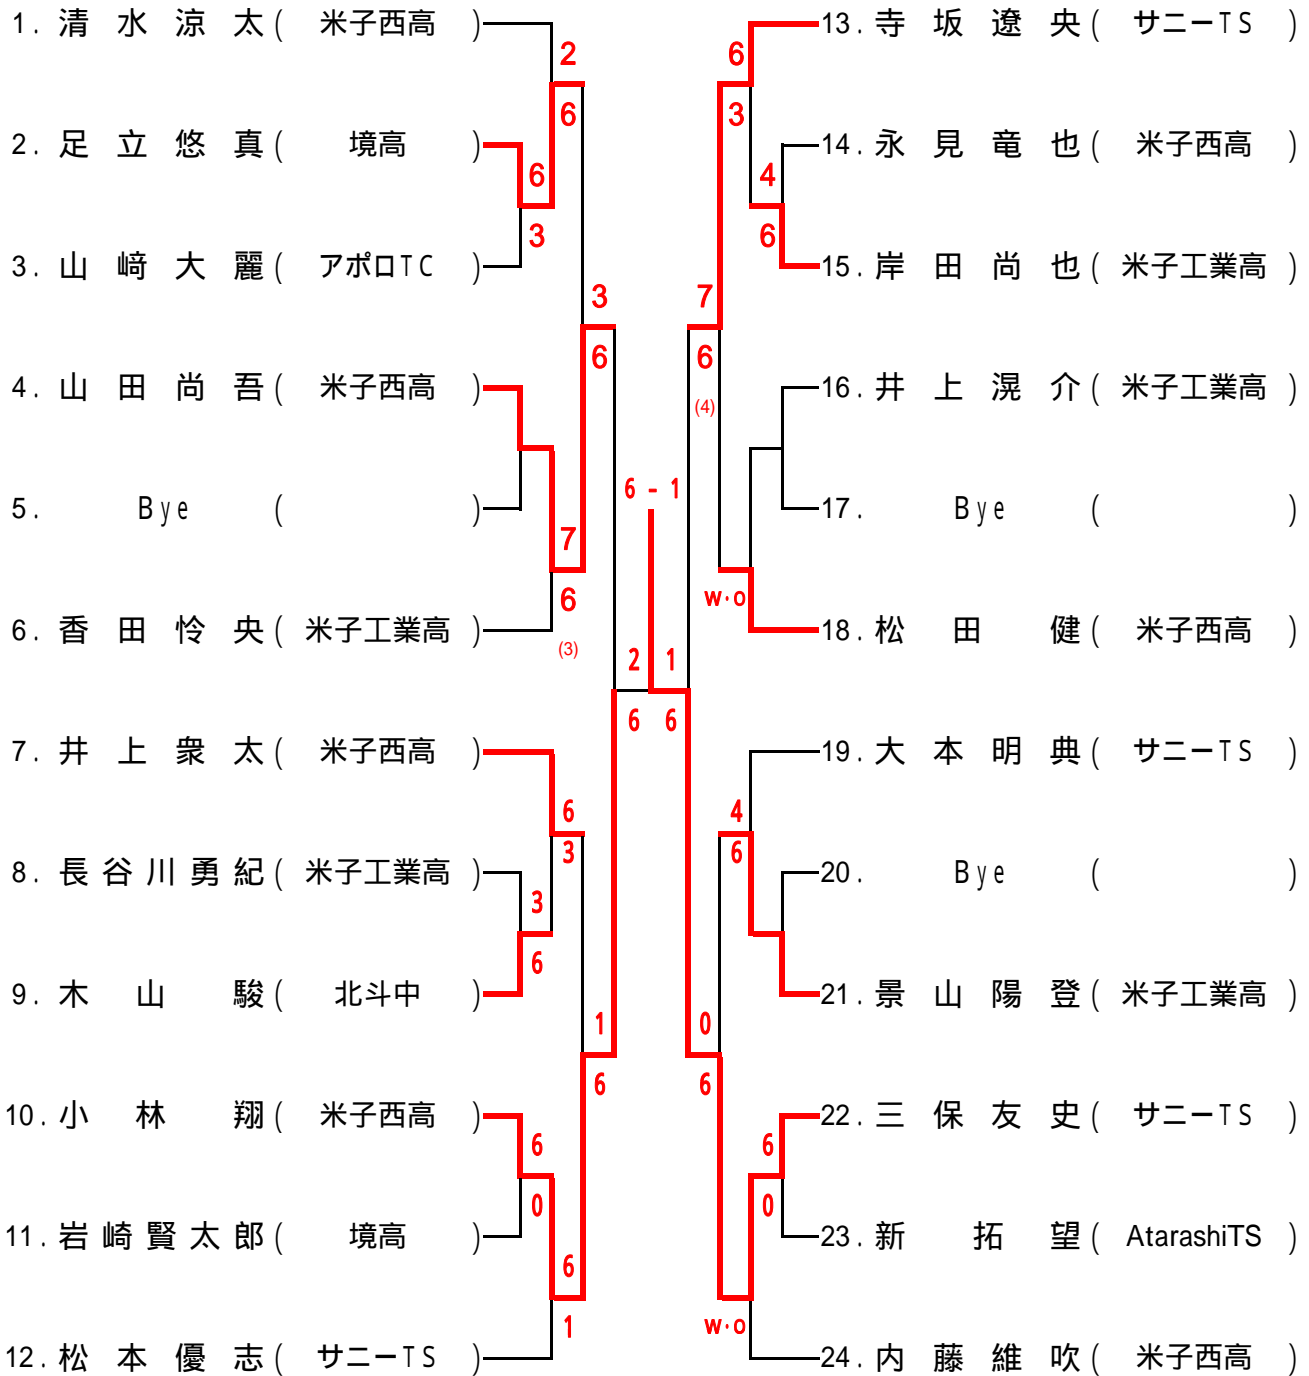 1. 清水涼太 ( 米子西高 )
2. 足立悠真 ( 境高 )
3. 山﨑大麗 ( アポロTC )
4. 山田尚吾 ( 米子西高 )
5. Bye ( )
6. 香田怜央 ( 米子工業高 )
7. 井上衆太 ( 米子西高 )
8. 長谷川勇紀 ( 米子工業高 )
9. 木山駿 ( 北斗中 )
10. 小林翔 ( 米子西高 )
11. 岩崎賢太郎 ( 境高 )
12. 松本優志 ( サニーTS )
2
6
6
3
3
6
7
6
(3)
2
6
6
3
3
6
1
6
6
0
6
1
6 - 1
6
3
4
6
7
6
(4)
w・o
1
6
4
6
0
6
6
0
w・o
13. 寺坂遼央 ( サニーTS )
14. 永見竜也 ( 米子西高 )
15. 岸田尚也 ( 米子工業高 )
16. 井上滉介 ( 米子工業高 )
17. Bye ( )
18. 松田健 ( 米子西高 )
19. 大本明典 ( サニーTS )
20. Bye ( )
21. 景山陽登 ( 米子工業高 )
22. 三保友史 ( サニーTS )
23. 新拓望 ( AtarashiTS )
24. 内藤維吹 ( 米子西高 )